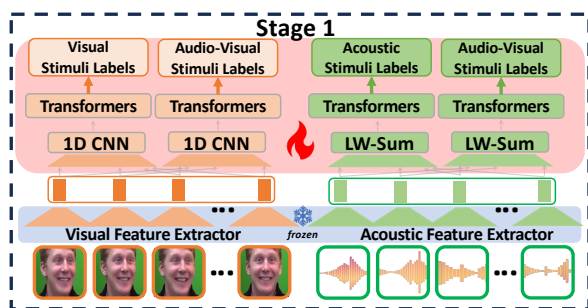 Stage 1
Visual
Stimuli Labels
Audio-Visual
Stimuli Labels
Acoustic
Stimuli Labels
Audio-Visual
Stimuli Labels
Transformers
Transformers
Transformers
Transformers
1D CNN
1D CNN
LW-Sum
LW-Sum
Visual Feature Extractor
frozen
Acoustic Feature Extractor